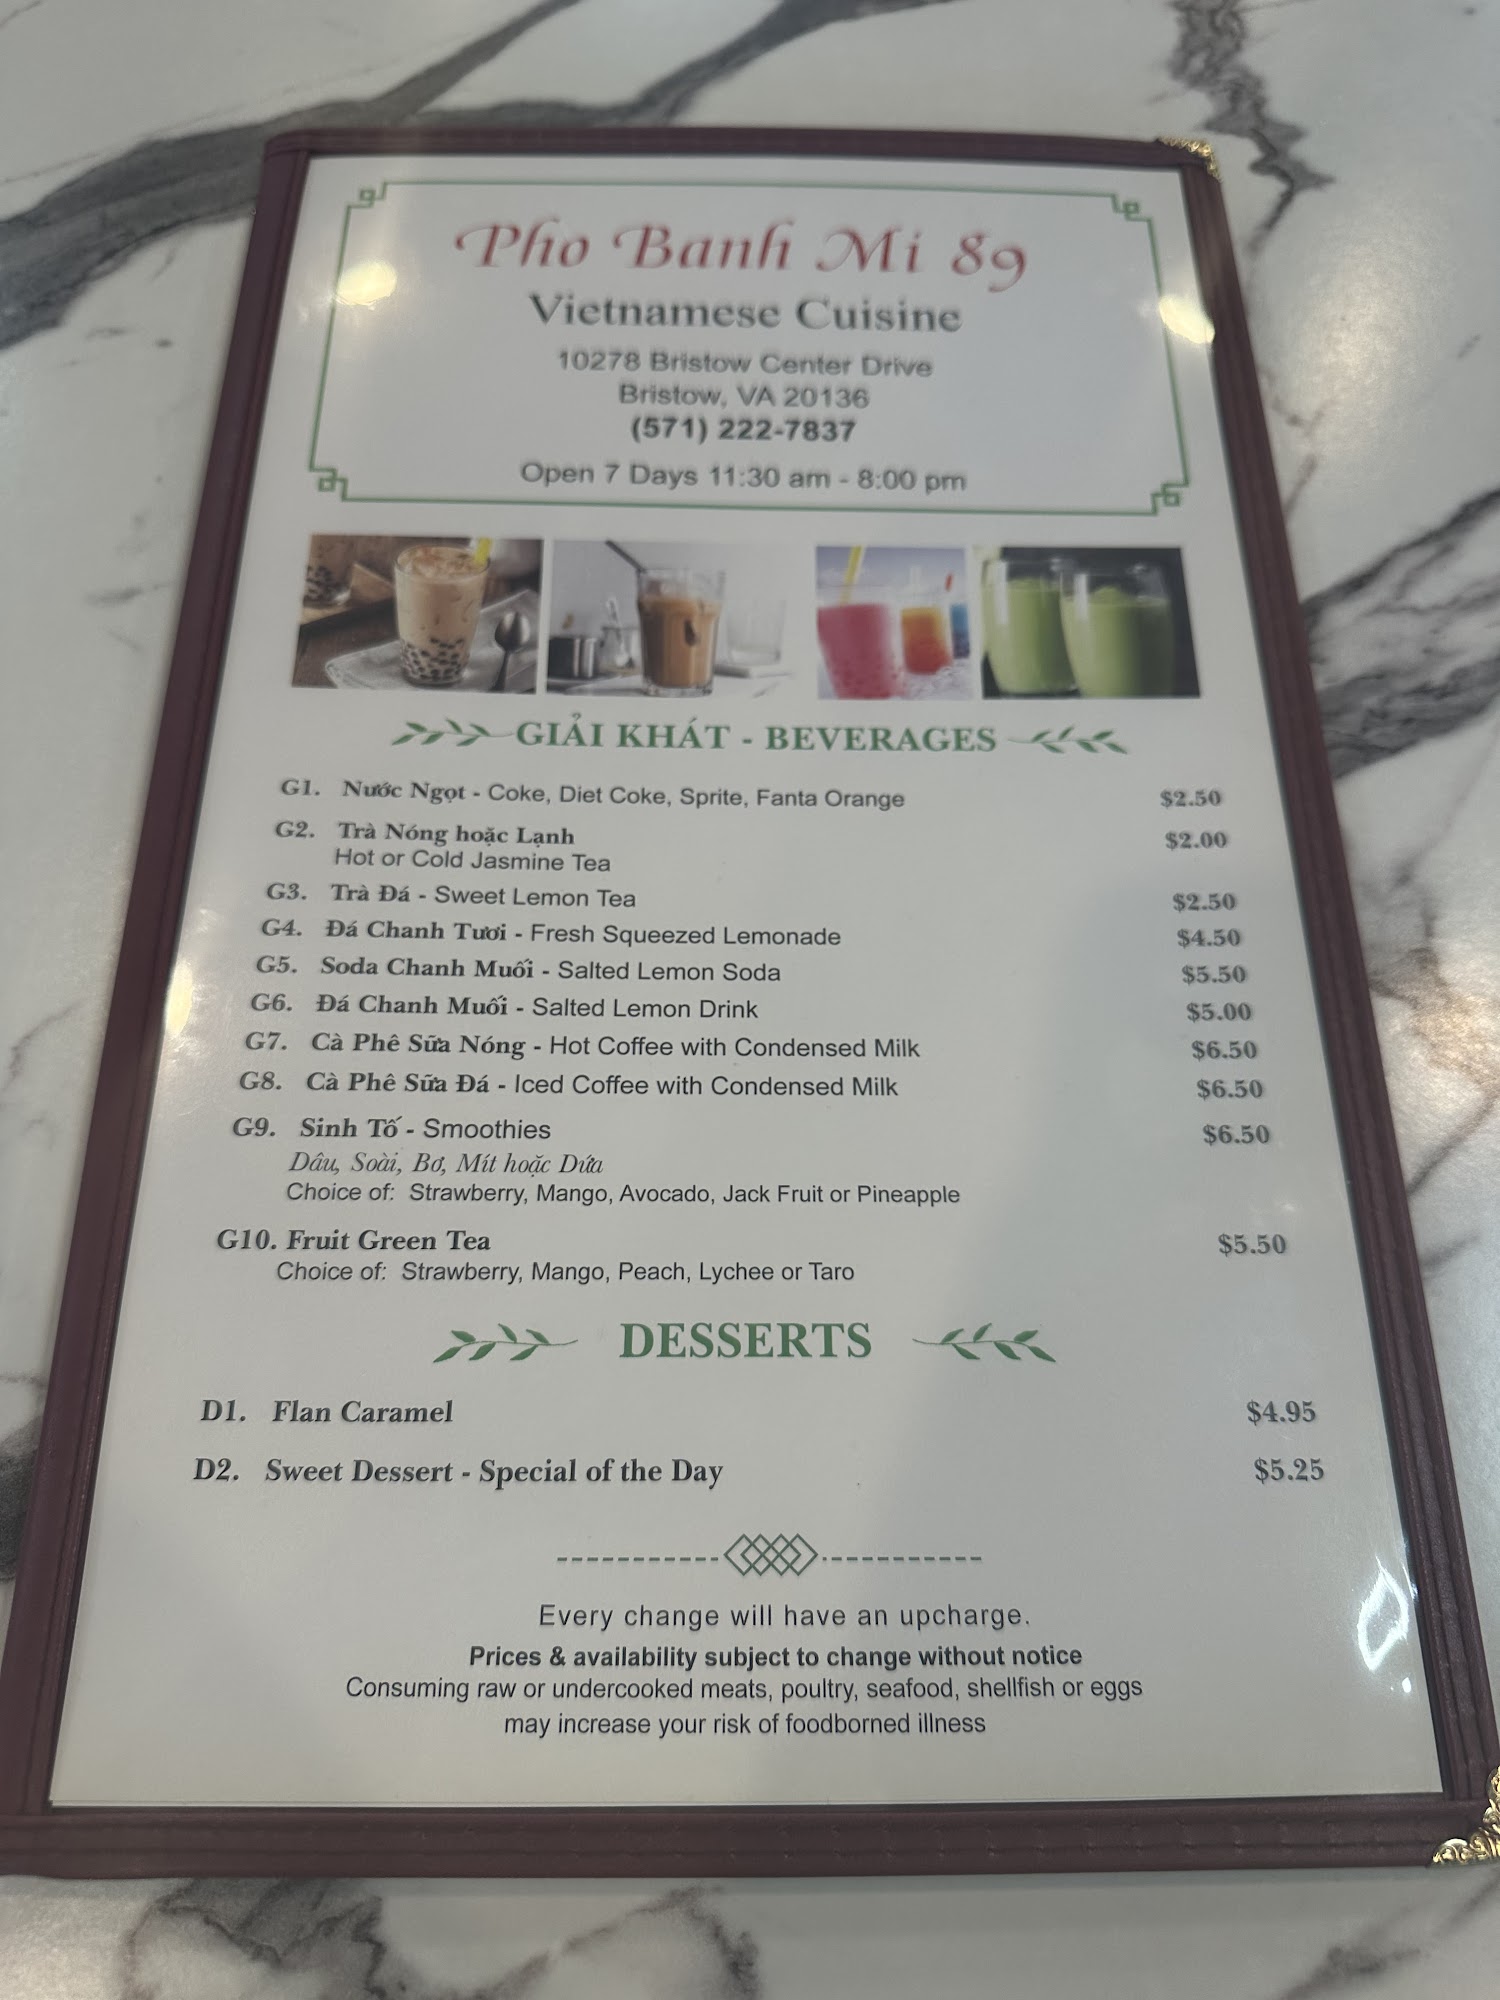 Pho Banh Mi 89
Vietnamese Cuisine
10278 Bristow Center Drive
Bristow, VA 20136
(571) 222-7837
Open 7 Days 11:30 am - 8:00 pm
GIẢI KHÁT - BEVERAGES
G1. Nước Ngọt - Coke, Diet Coke, Sprite, Fanta Orange $2.50
G2. Trà Nóng hoặc Lạnh $2.00
Hot or Cold Jasmine Tea
G3. Trà Đá - Sweet Lemon Tea $2.50
G4. Đá Chanh Tươi - Fresh Squeezed Lemonade $4.50
G5. Soda Chanh Muối - Salted Lemon Soda $5.50
G6. Đá Chanh Muối - Salted Lemon Drink $5.00
G7. Cà Phê Sữa Nóng - Hot Coffee with Condensed Milk $6.50
G8. Cà Phê Sữa Đá - Iced Coffee with Condensed Milk $6.50
G9. Sinh Tố - Smoothies $6.50
Dâu, Soài, Bơ, Mít hoặc Dứa
Choice of: Strawberry, Mango, Avocado, Jack Fruit or Pineapple
G10. Fruit Green Tea $5.50
Choice of: Strawberry, Mango, Peach, Lychee or Taro
DESSERTS
D1. Flan Caramel $4.95
D2. Sweet Dessert - Special of the Day $5.25
Every change will have an upcharge.
Prices & availability subject to change without notice
Consuming raw or undercooked meats, poultry, seafood, shellfish or eggs
may increase your risk of foodborned illness